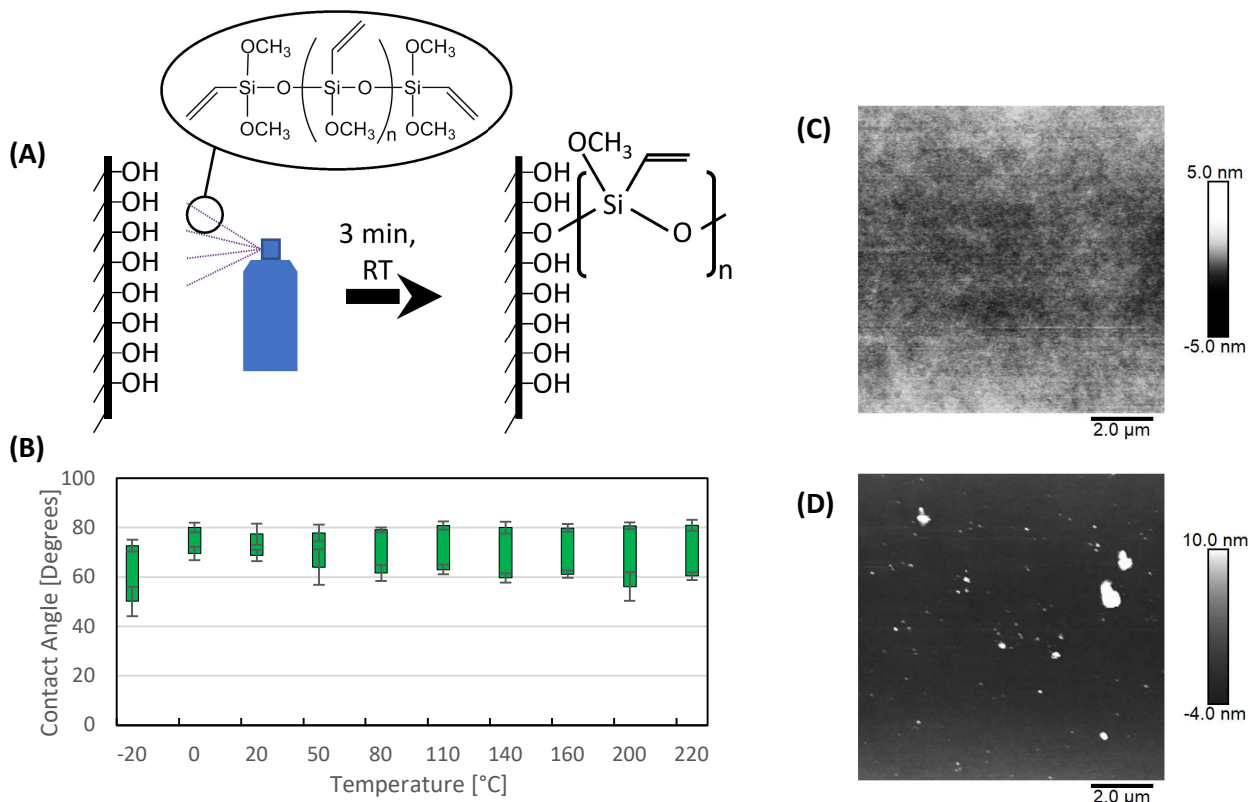 (A)
OCH3
OCH3
Si
O
Si
O
Si
OCH3
OCH3
OCH3
n
OH
OH
OH
OH
OH
OH
OH
OH
3 min,
RT
OH
OH
O
OH
OH
OH
OH
OH
OCH3
Si
O
n
(B)
Contact Angle [Degrees]
100
80
60
40
20
0
-20 0 20 50 80 110 140 160 200 220
Temperature [°C]
(C)
5.0 nm
-5.0 nm
2.0 µm
(D)
10.0 nm
-4.0 nm
2.0 µm